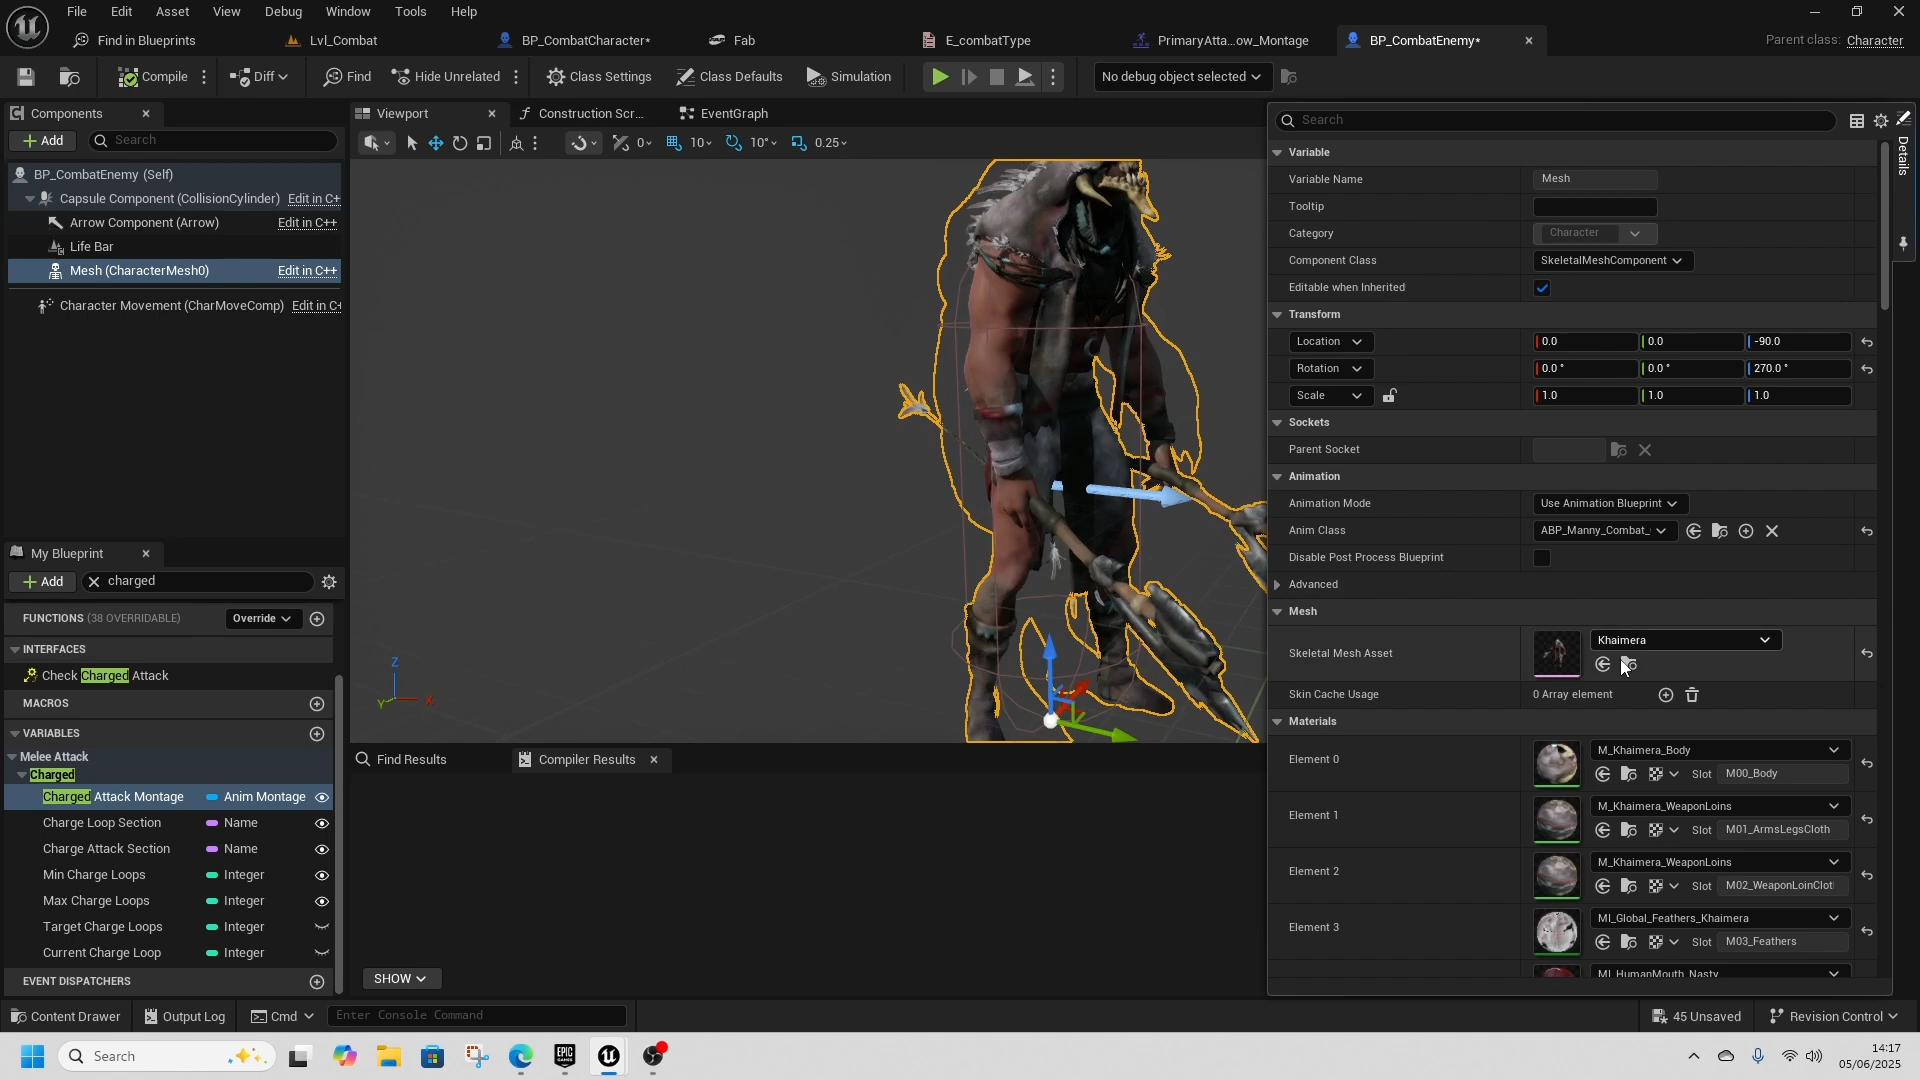 File Edit Asset View Debug Window Tools Help
Find in Blueprints Lvl_Combat BP_CombatCharacter* Fab E_combatType PrimaryAtta...ow_Montage BP_CombatEnemy* Parent class: Character
Compile Diff Find Hide Unrelated Class Settings Class Defaults Simulation No debug object selected
Components
Add Search
BP_CombatEnemy (Self)
Capsule Component (CollisionCylinder) Edit in C+
Arrow Component (Arrow) Edit in C++
Life Bar
Mesh (CharacterMesh0) Edit in C++
Character Movement (CharMoveComp) Edit in C+
My Blueprint
Add charged
FUNCTIONS (38 OVERRIDABLE) Override
INTERFACES
Check Charged Attack
MACROS
VARIABLES
Melee Attack
Charged
Charged Attack Montage Anim Montage
Charge Loop Section Name
Charge Attack Section Name
Min Charge Loops Integer
Max Charge Loops Integer
Target Charge Loops Integer
Current Charge Loop Integer
EVENT DISPATCHERS
Viewport Construction Scr... EventGraph
0 10 10° 0.25
Z
Y X
Find Results Compiler Results
SHOW
Search
Details
Variable
Variable Name Mesh
Tooltip
Category Character
Component Class SkeletalMeshComponent
Editable when Inherited
Transform
Location 0.0 0.0 -90.0
Rotation 0.0 ° 0.0 ° 270.0 °
Scale 1.0 1.0 1.0
Sockets
Parent Socket
Animation
Animation Mode Use Animation Blueprint
Anim Class ABP_Manny_Combat_
Disable Post Process Blueprint
Advanced
Mesh
Skeletal Mesh Asset Khaimera
Skin Cache Usage 0 Array element
Materials
Element 0 M_Khaimera_Body
Slot M00_Body
Element 1 M_Khaimera_WeaponLoins
Slot M01_ArmsLegsCloth
Element 2 M_Khaimera_WeaponLoins
Slot M02_WeaponLoinClot
Element 3 MI_Global_Feathers_Khaimera
Slot M03_Feathers
MI_HumanMouth_Nasty
Content Drawer Output Log Cmd Enter Console Command 45 Unsaved Revision Control
Search EPIC GAMES 14:17
05/06/2025